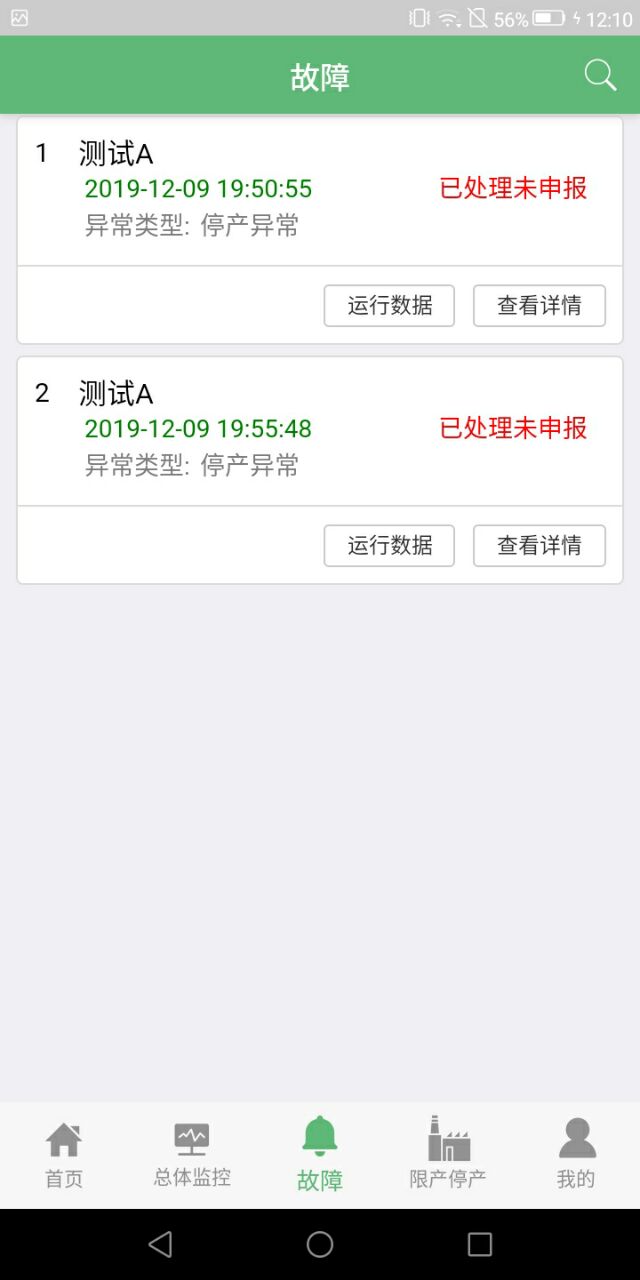 56% 12:10
故障
1 测试A
2019-12-09 19:50:55 已处理未申报
异常类型: 停产异常
运行数据 查看详情
2 测试A
2019-12-09 19:55:48 已处理未申报
异常类型: 停产异常
运行数据 查看详情
首页 总体监控 故障 限产停产 我的